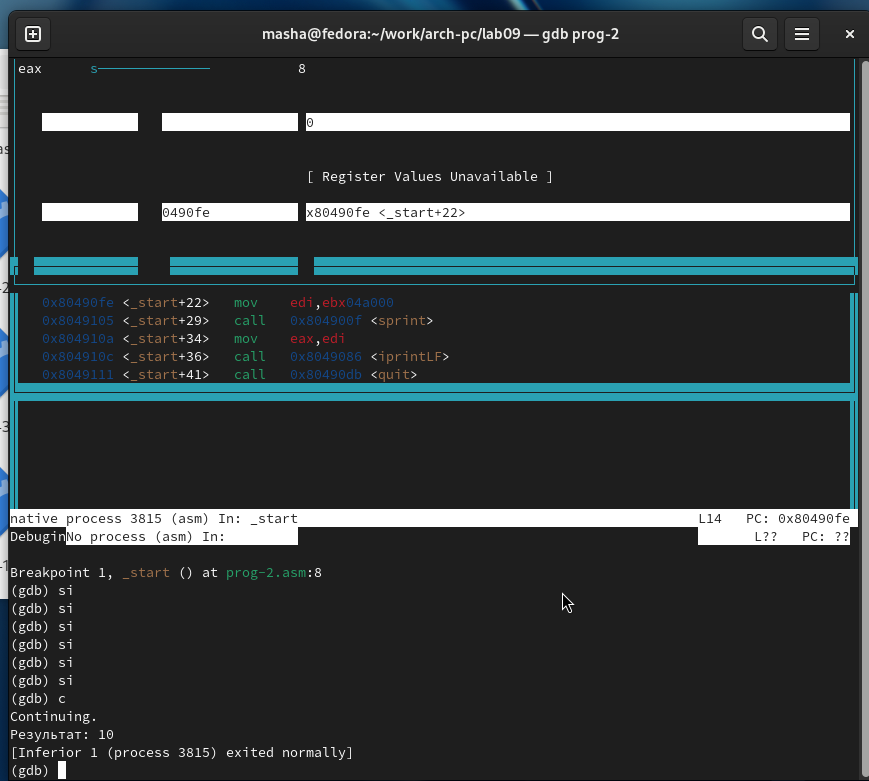 masha@fedora:~/work/arch-pc/lab09 — gdb prog-2
eax s 8
0
[ Register Values Unavailable ]
0490fe x80490fe <_start+22>
0x80490fe <_start+22> mov edi,ebx04a000
0x8049105 <_start+29> call 0x804900f <sprint>
0x804910a <_start+34> mov eax,edi
0x804910c <_start+36> call 0x8049086 <iprintLF>
0x8049111 <_start+41> call 0x80490db <quit>
native process 3815 (asm) In: _start L14 PC: 0x80490fe
DebuginNo process (asm) In: L?? PC: ??
Breakpoint 1, _start () at prog-2.asm:8
(gdb) si
(gdb) si
(gdb) si
(gdb) si
(gdb) si
(gdb) si
(gdb) c
Continuing.
Результат: 10
[Inferior 1 (process 3815) exited normally]
(gdb)